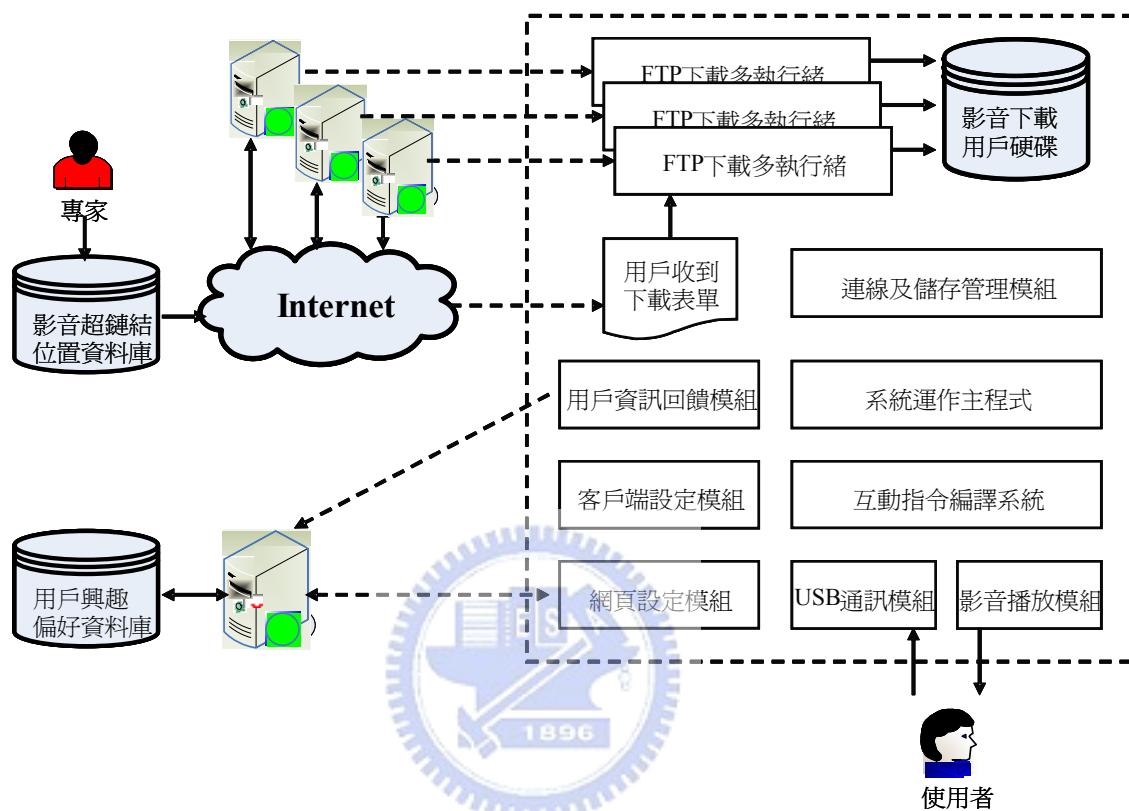 FTP下載多執行緒
FTP下載多執行緒
FTP下載多執行緒
影音下載
用戶硬碟
專家
影音超鏈結
位置資料庫
Internet
用戶收到
下載表單
連線及儲存管理模組
用戶資訊回饋模組
系統運作主程式
客戶端設定模組
互動指令編譯系統
用戶興趣
偏好資料庫
網頁設定模組
USB通訊模組
影音播放模組
1896
使用者